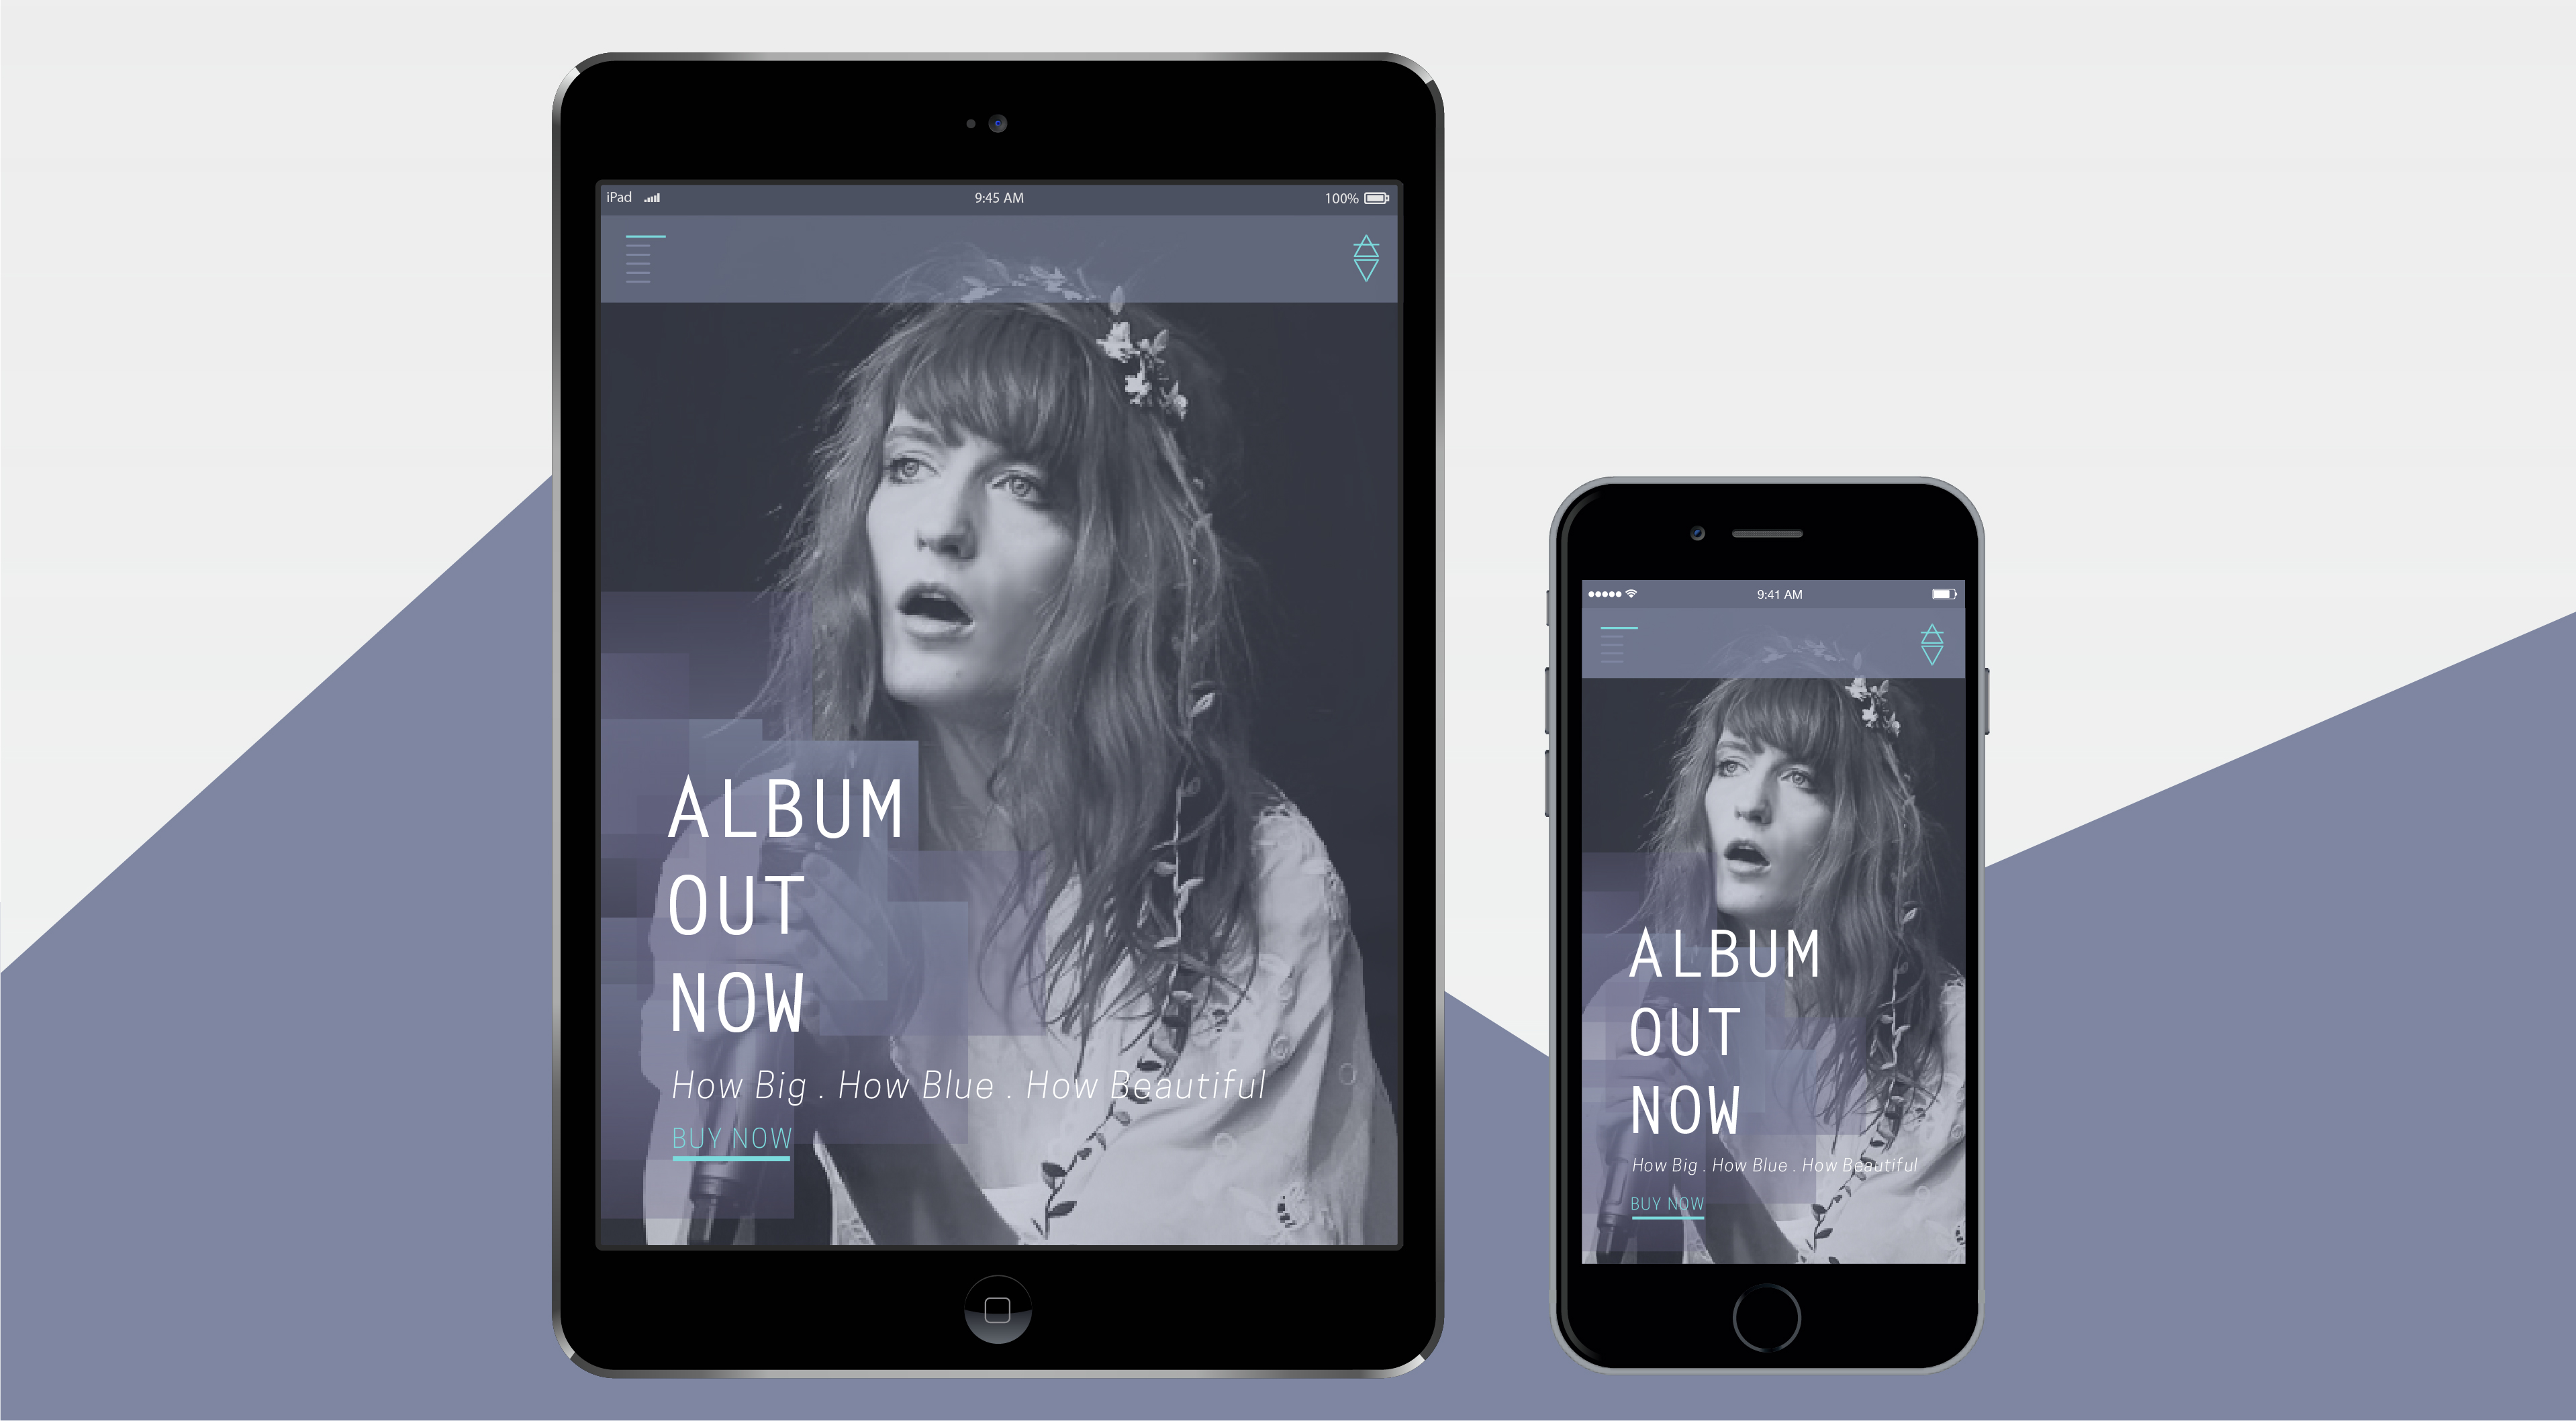 iPad 9:45 AM 100%
ALBUM
OUT
NOW
How Big . How Blue . How Beautiful
BUY NOW
9:41 AM
ALBUM
OUT
NOW
How Big . How Blue . How Beautiful
BUY NOW